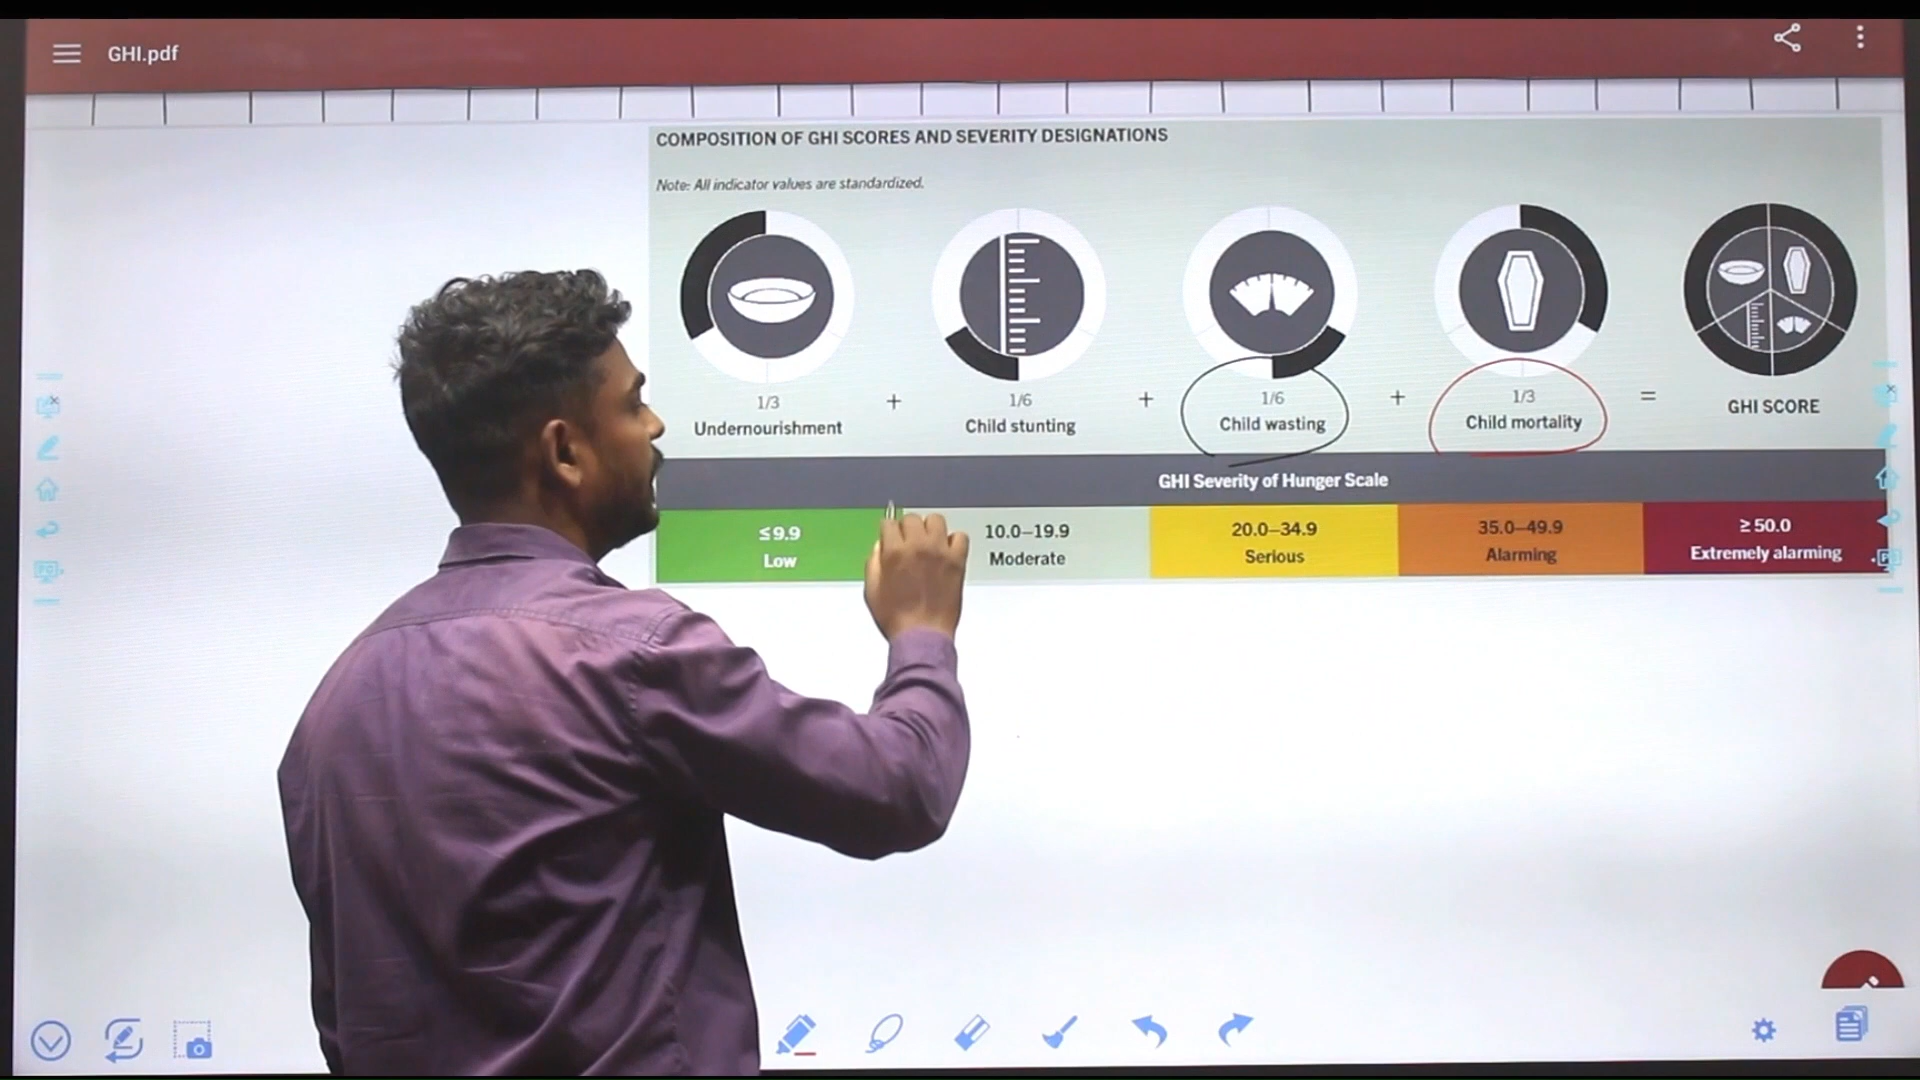 GHI.pdf
COMPOSITION OF GHI SCORES AND SEVERITY DESIGNATIONS
Note: All indicator values are standardized.
1/3 + 1/6 + 1/6 + 1/3 =
Undernourishment Child stunting Child wasting Child mortality GHI SCORE
GHI Severity of Hunger Scale
≤9.9 10.0–19.9 20.0–34.9 35.0–49.9 ≥ 50.0
Low Moderate Serious Alarming Extremely alarming